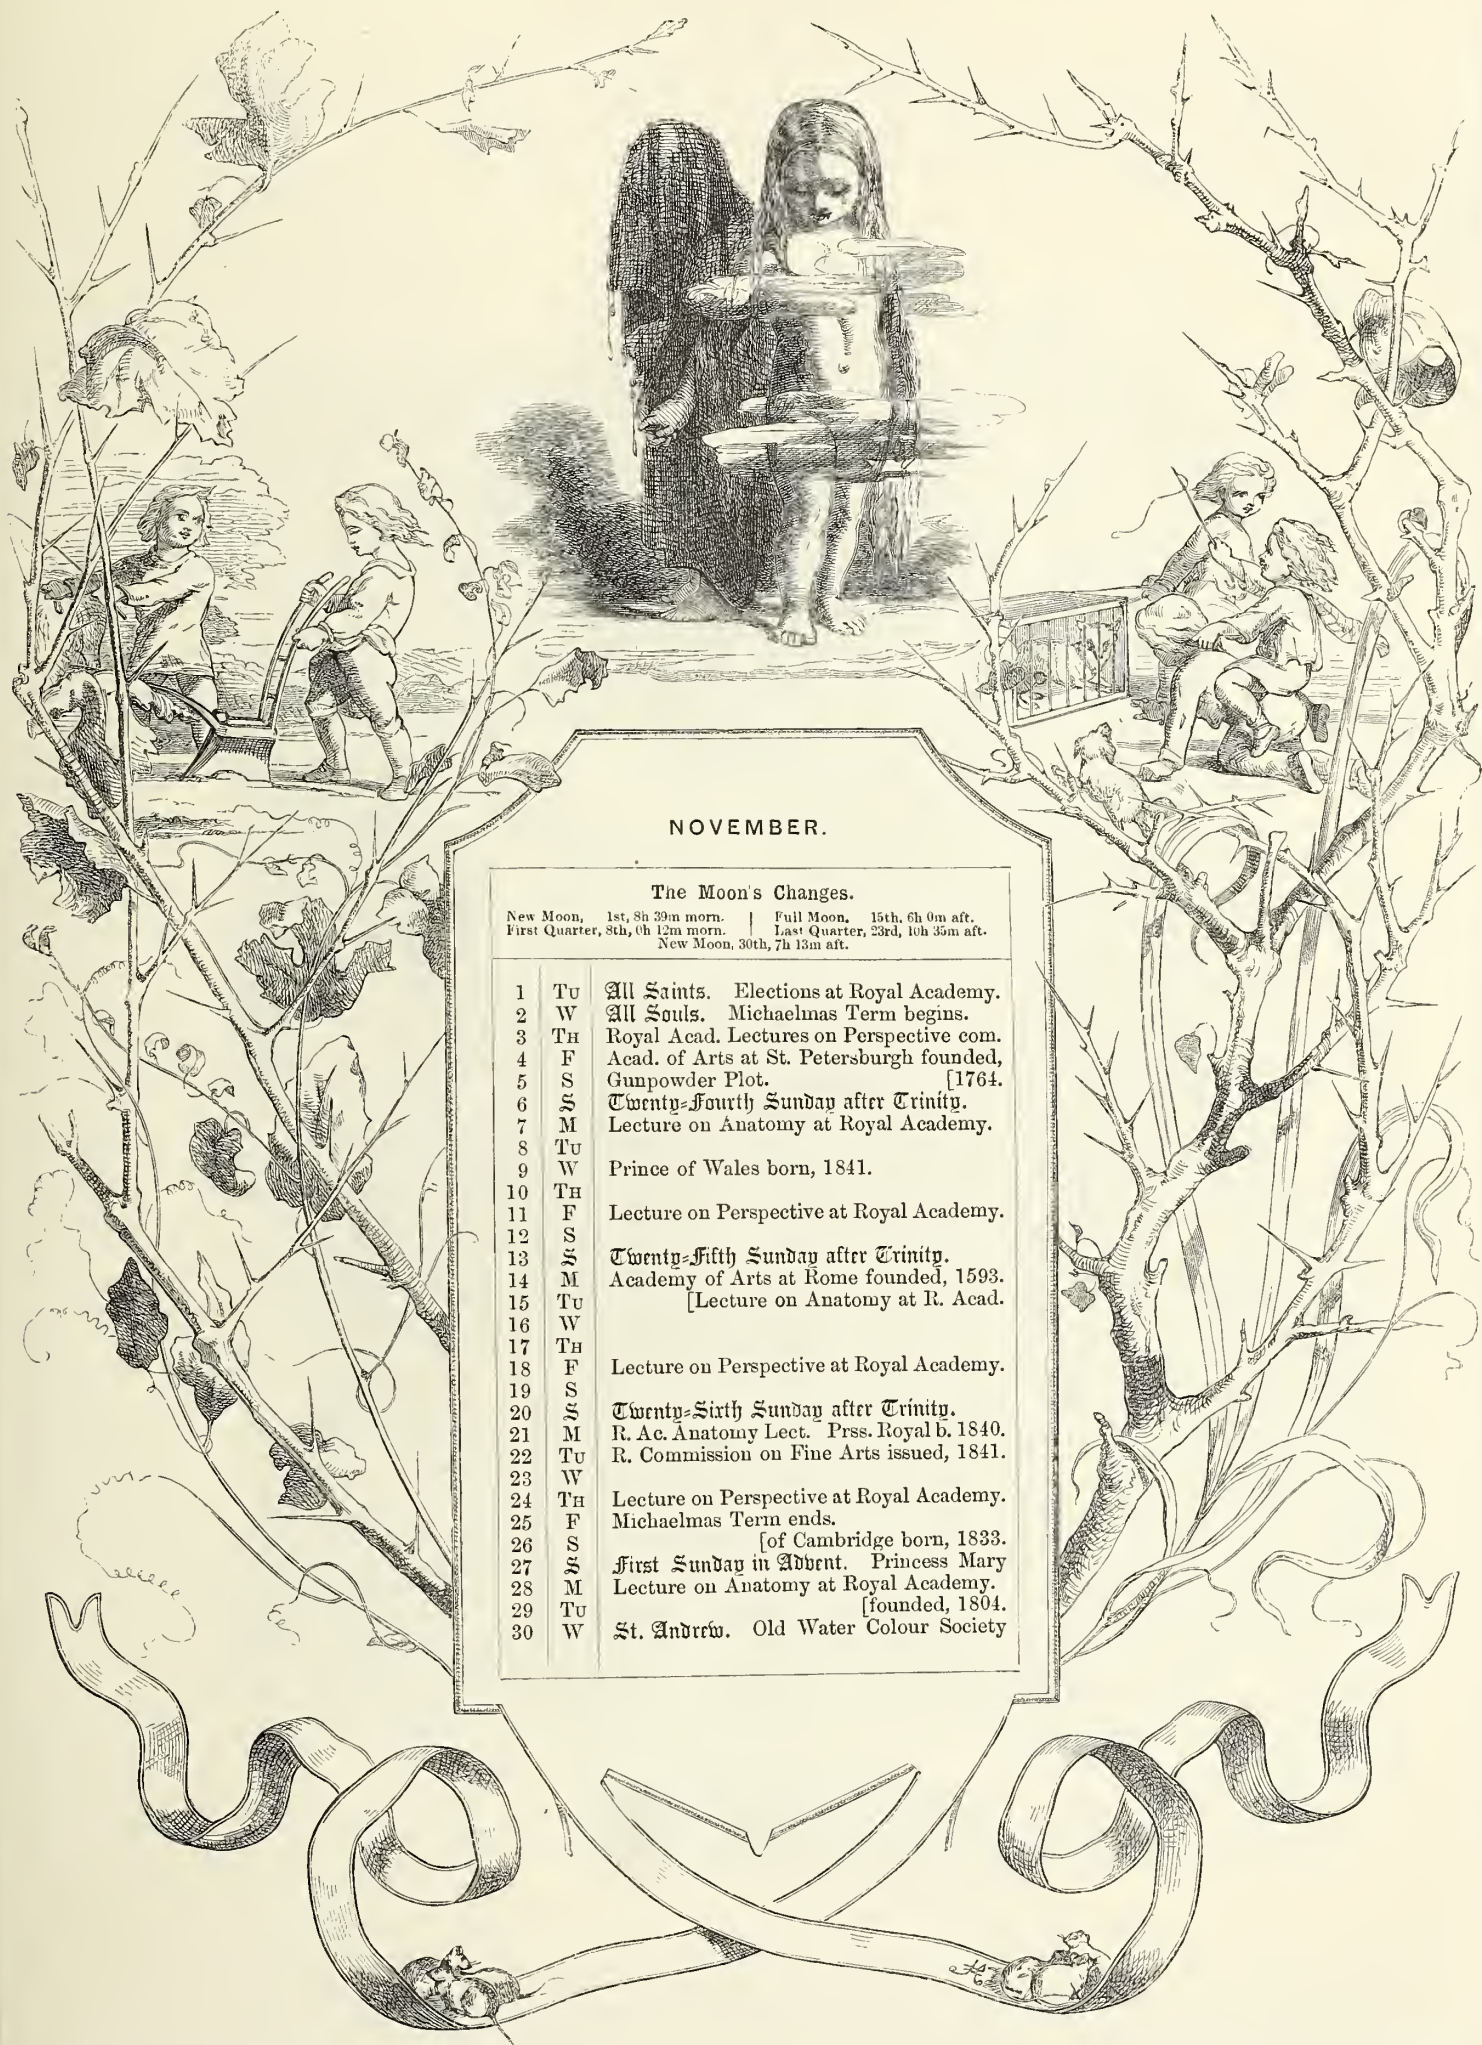 NOVEMBER.
The Moon's Changes.
New Moon, 1st, 8h 39m morn. | Full Moon, 15th, 6h 0m aft.
First Quarter, 8th, 0h 12m morn. | Last Quarter, 23rd, 10h 35m aft.
New Moon, 30th, 7h 13m aft.
1 TU All Saints. Elections at Royal Academy.
2 W All Souls. Michaelmas Term begins.
3 TH Royal Acad. Lectures on Perspective com.
4 F Acad. of Arts at St. Petersburgh founded,
5 S Gunpowder Plot. [1764.
6 S Twenty-Fourth Sunday after Trinity.
7 M Lecture on Anatomy at Royal Academy.
8 TU
9 W Prince of Wales born, 1841.
10 TH
11 F Lecture on Perspective at Royal Academy.
12 S
13 S Twenty-Fifth Sunday after Trinity.
14 M Academy of Arts at Rome founded, 1593.
15 TU [Lecture on Anatomy at R. Acad.
16 W
17 TH
18 F Lecture on Perspective at Royal Academy.
19 S
20 S Twenty-Sixth Sunday after Trinity.
21 M R. Ac. Anatomy Lect. Prss. Royal b. 1840.
22 TU R. Commission on Fine Arts issued, 1841.
23 W
24 TH Lecture on Perspective at Royal Academy.
25 F Michaelmas Term ends.
26 S [of Cambridge born, 1833.
27 S First Sunday in Advent. Princess Mary
28 M Lecture on Anatomy at Royal Academy.
29 TU [founded, 1804.
30 W St. Andrew. Old Water Colour Society